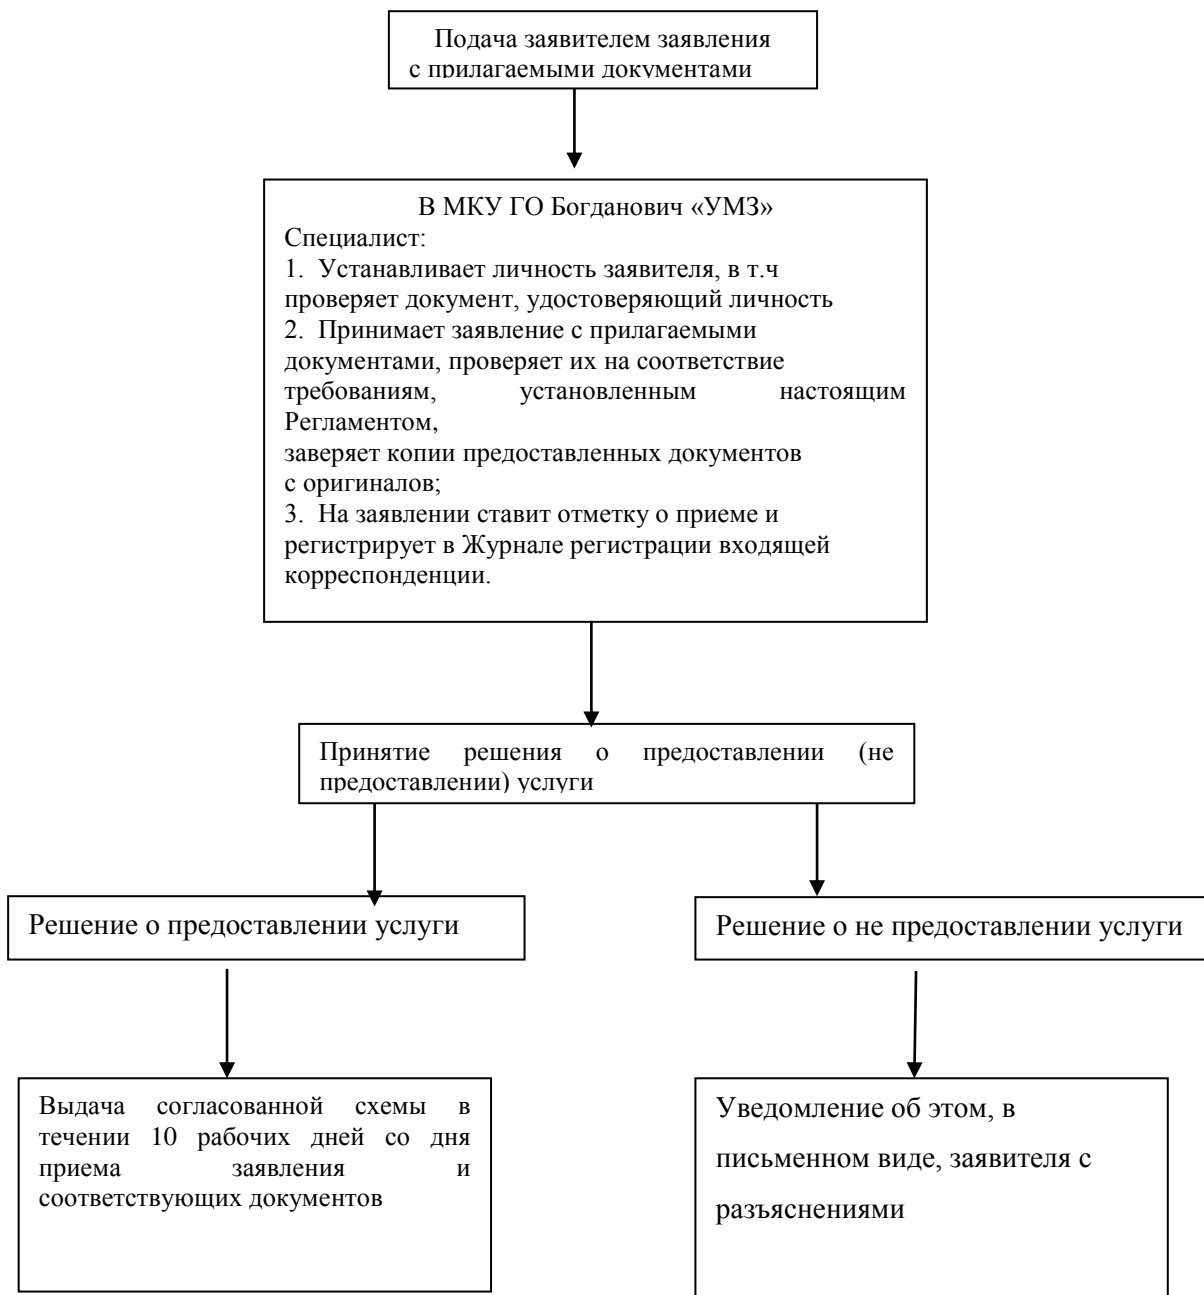 Подача заявителем заявления
с прилагаемыми документами
В МКУ ГО Богданович «УМЗ»
Специалист:
1. Устанавливает личность заявителя, в т.ч
проверяет документ, удостоверяющий личность
2. Принимает заявление с прилагаемыми
документами, проверяет их на соответствие
требованиям, установленным настоящим
Регламентом,
заверяет копии предоставленных документов
с оригиналов;
3. На заявлении ставит отметку о приеме и
регистрирует в Журнале регистрации входящей
корреспонденции.
Принятие решения о предоставлении (не
предоставлении) услуги
Решение о предоставлении услуги
Решение о не предоставлении услуги
Выдача согласованной схемы в
течении 10 рабочих дней со дня
приема заявления и
соответствующих документов
Уведомление об этом, в
письменном виде, заявителя с
разъяснениями